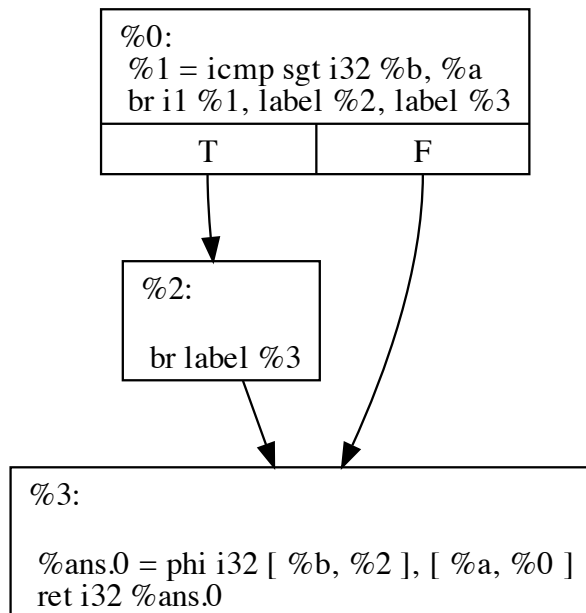 %0:
%1 = icmp sgt i32 %b, %a
br i1 %1, label %2, label %3
T
F
%2:
br label %3
%3:
%ans.0 = phi i32 [ %b, %2 ], [ %a, %0 ]
ret i32 %ans.0